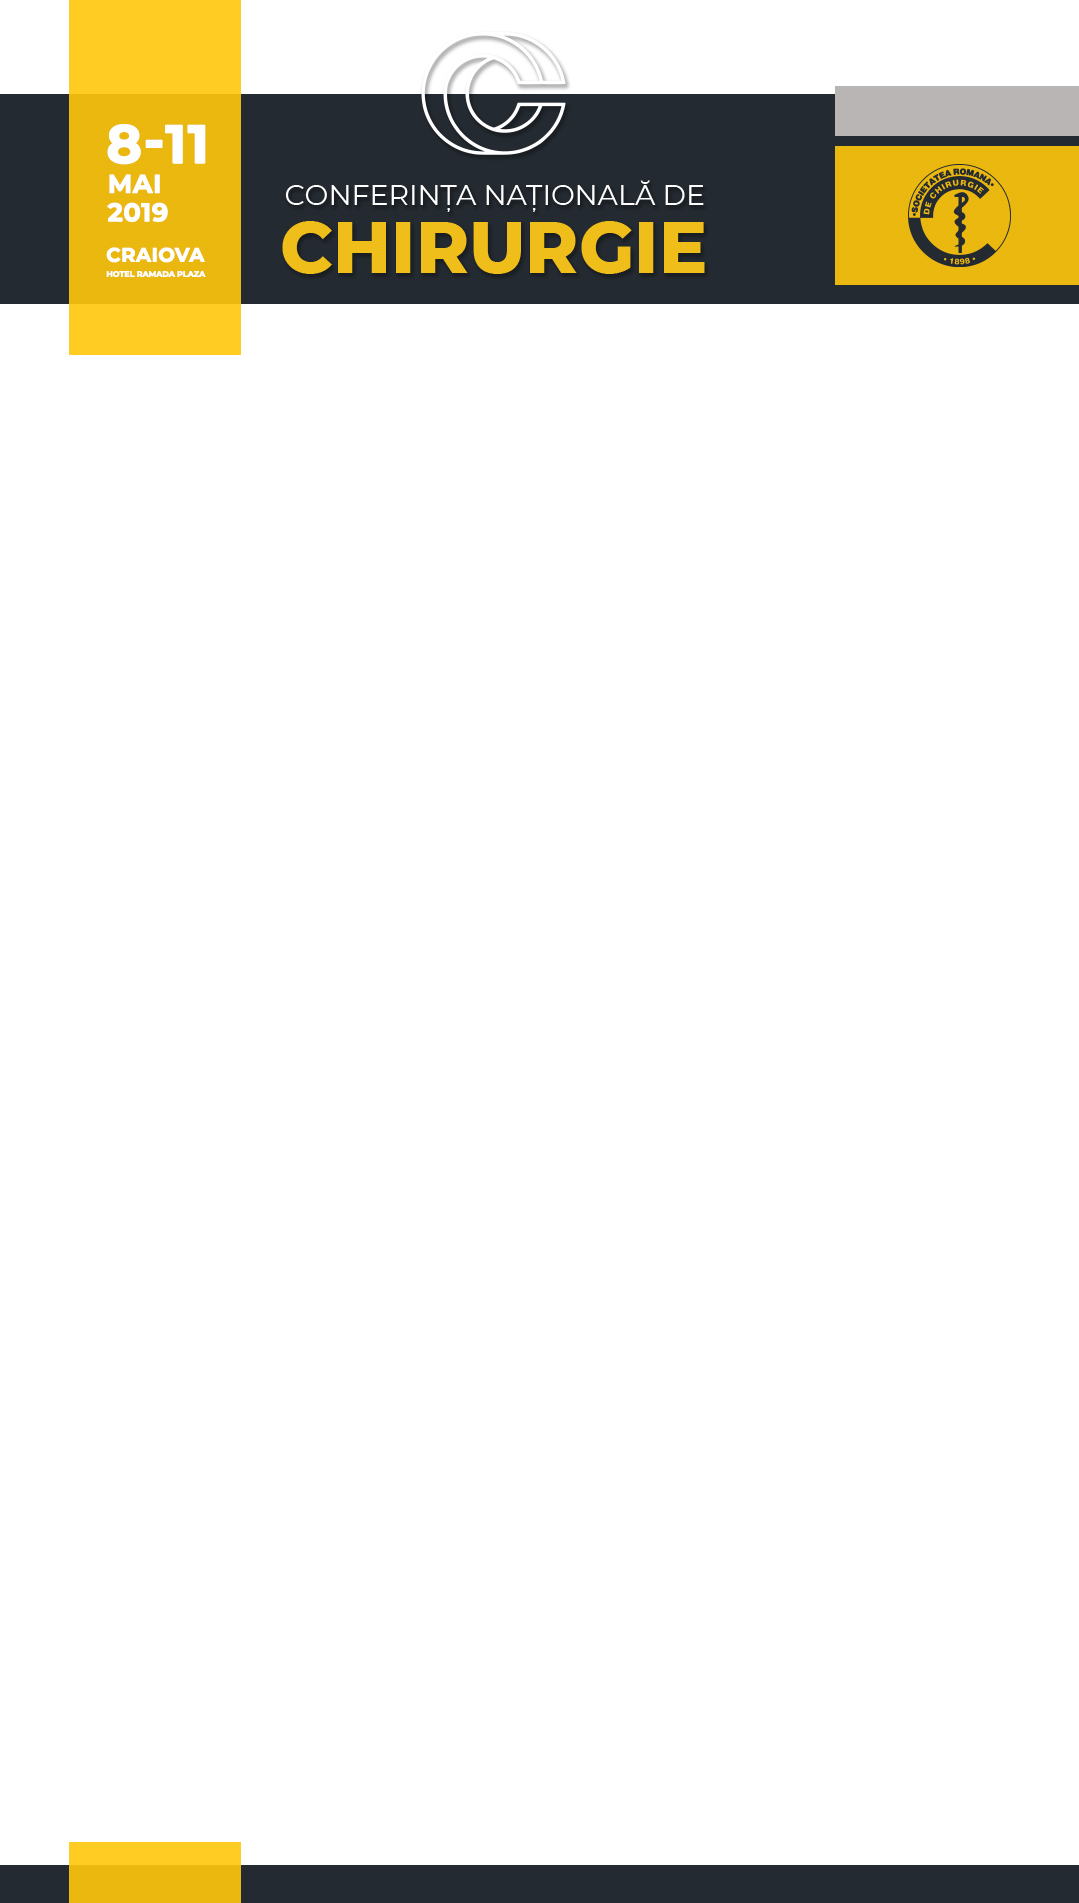 8-11
MAI
2019
CRAIOVA
HOTEL RAMADA PLAZA
CONFERINȚA NAȚIONALĂ DE
CHIRURGIE
•SOCIETATEA ROMANA•
DE CHIRURGIE
• 1898 •